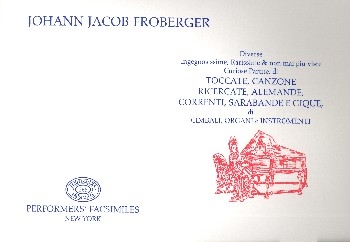 JOHANN JACOB FROBERGER
Diverse
Ingegnosissime, Rarissime & non mai più viste
Curiose Partite, di
TOCCATE, CANZONE
RICERCATE, ALEMANDE,
CORRENTI, SARABANDE E GIQUE,
di
CIMBALI, ORGANI e INSTROMENTI
PERFORMERS' FACSIMILES
NEW YORK